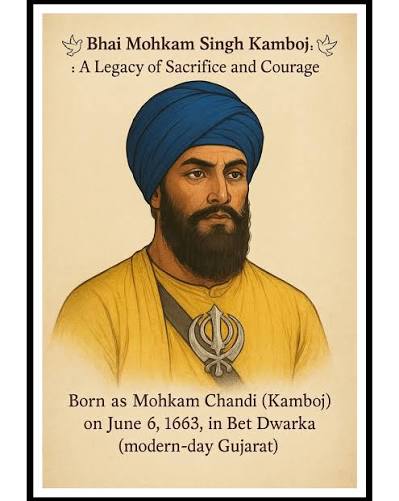 Bhai Mohkam Singh Kamboj:
: A Legacy of Sacrifice and Courage
Born as Mohkam Chandi (Kamboj)
on June 6, 1663, in Bet Dwarka
(modern-day Gujarat)